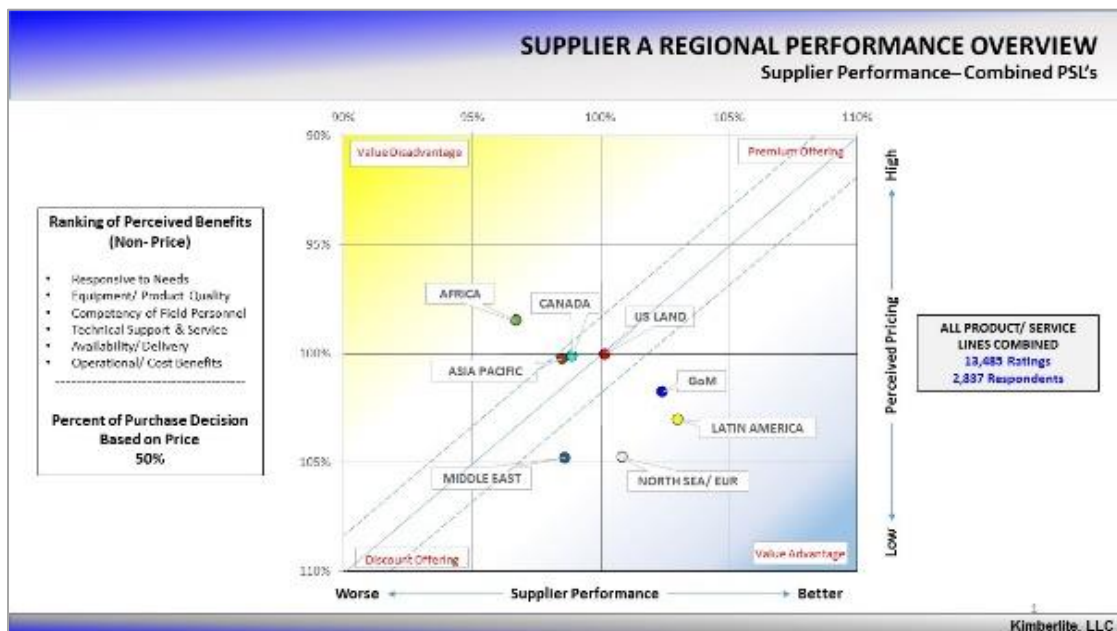 SUPPLIER A REGIONAL PERFORMANCE OVERVIEW
Supplier Performance– Combined PSL's
90%
95%
100%
105%
110%
90%
95%
100%
105%
110%
Value Disadvantage
Premium Offering
Discount Offering
Value Advantage
AFRICA
CANADA
US LAND
ASIA PACIFIC
GoM
LATIN AMERICA
MIDDLE EAST
NORTH SEA/ EUR
Worse
Supplier Performance
Better
High
Perceived Pricing
Low
Ranking of Perceived Benefits
(Non- Price)
• Responsive to Needs
• Equipment/ Product Quality
• Competency of Field Personnel
• Technical Support & Service
• Availability/ Delivery
• Operational/ Cost Benefits
Percent of Purchase Decision
Based on Price
50%
ALL PRODUCT/ SERVICE
LINES COMBINED
13,485 Ratings
2,837 Respondents
1
Kimberlite, LLC